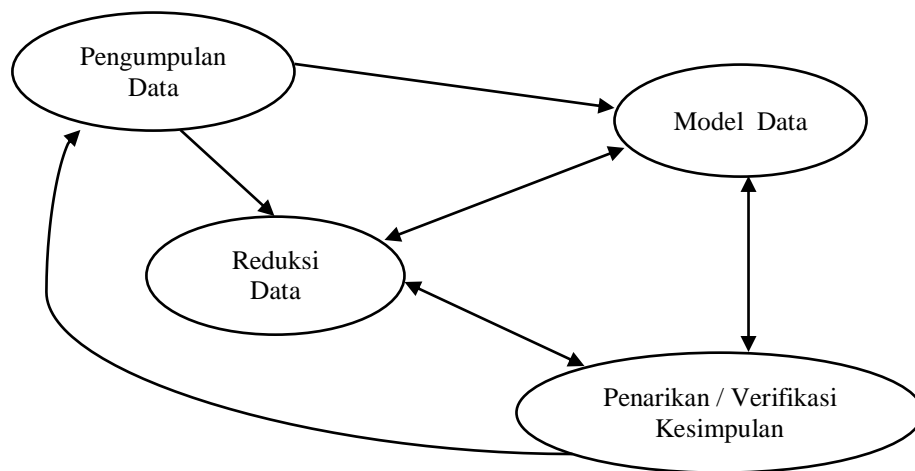 Pengumpulan
Data
Model Data
Reduksi
Data
Penarikan / Verifikasi
Kesimpulan